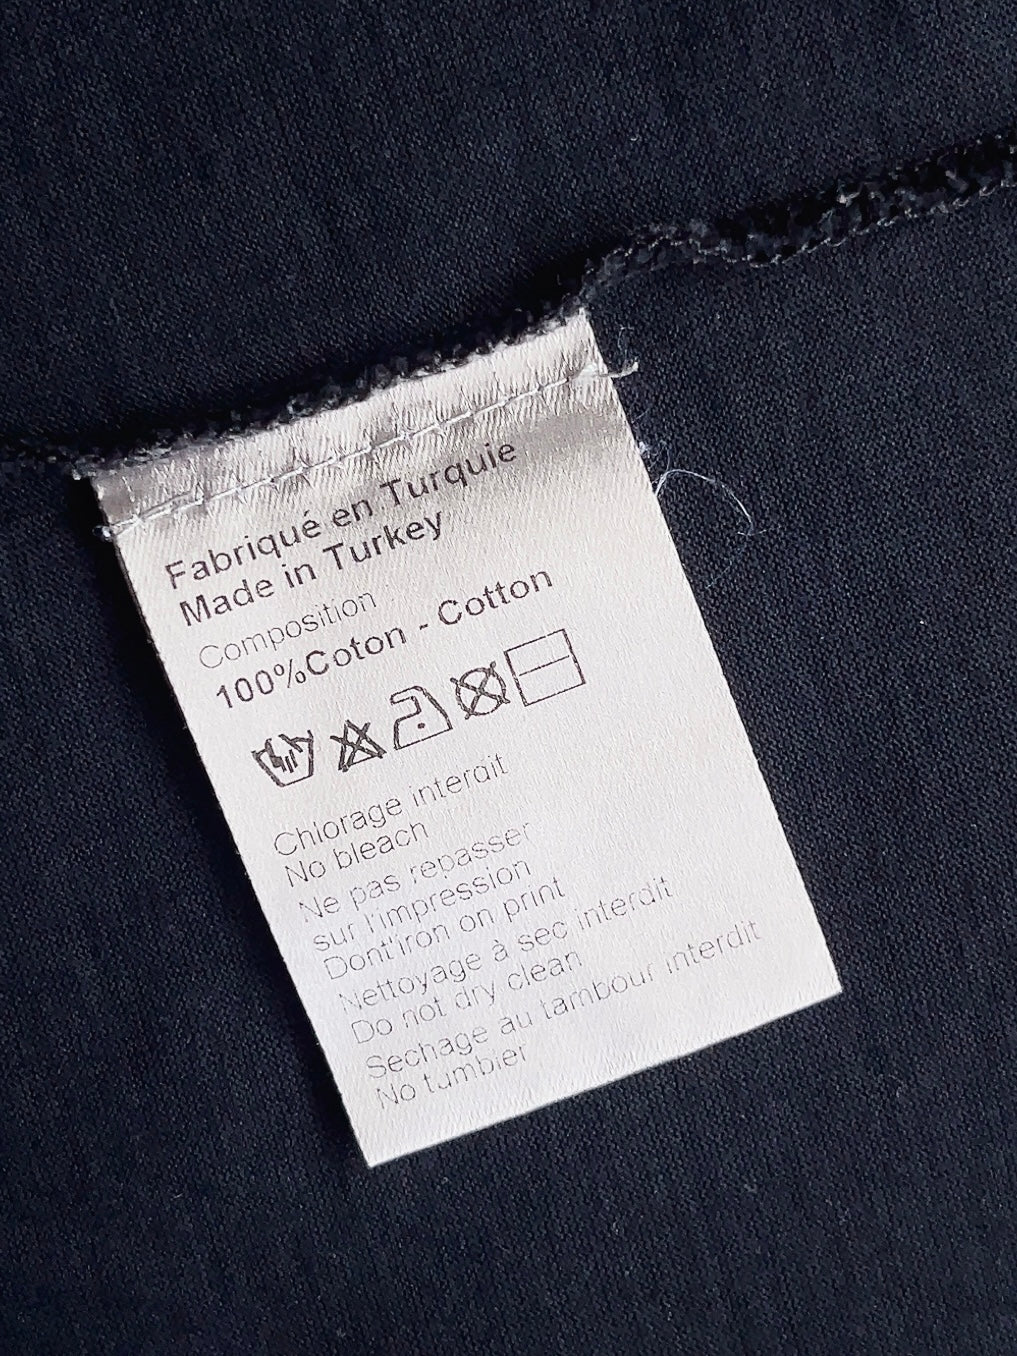 Fabriqué en Turquie
Made in Turkey
Composition
100%Coton - Cotton
Chlorage interdit
No bleach
Ne pas repasser
sur l'impression
Dont'iron on print
Nettoyage à sec interdit
Do not dry clean
Sechage au tambour interdit
No tumbler